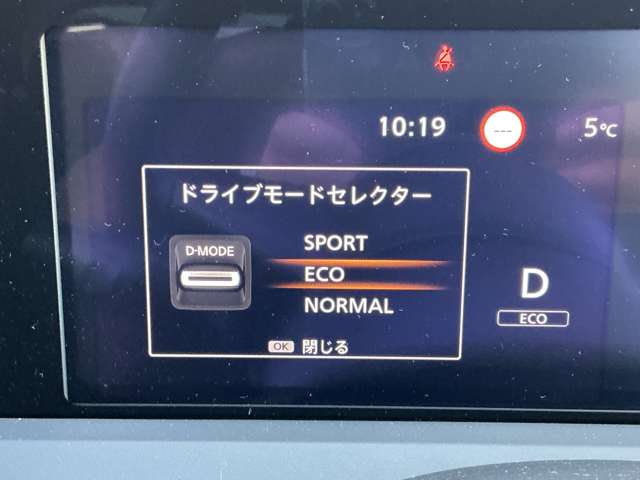 10:19
---
5℃
ドライブモードセレクター
D-MODE
SPORT
ECO
NORMAL
D
ECO
OK 閉じる